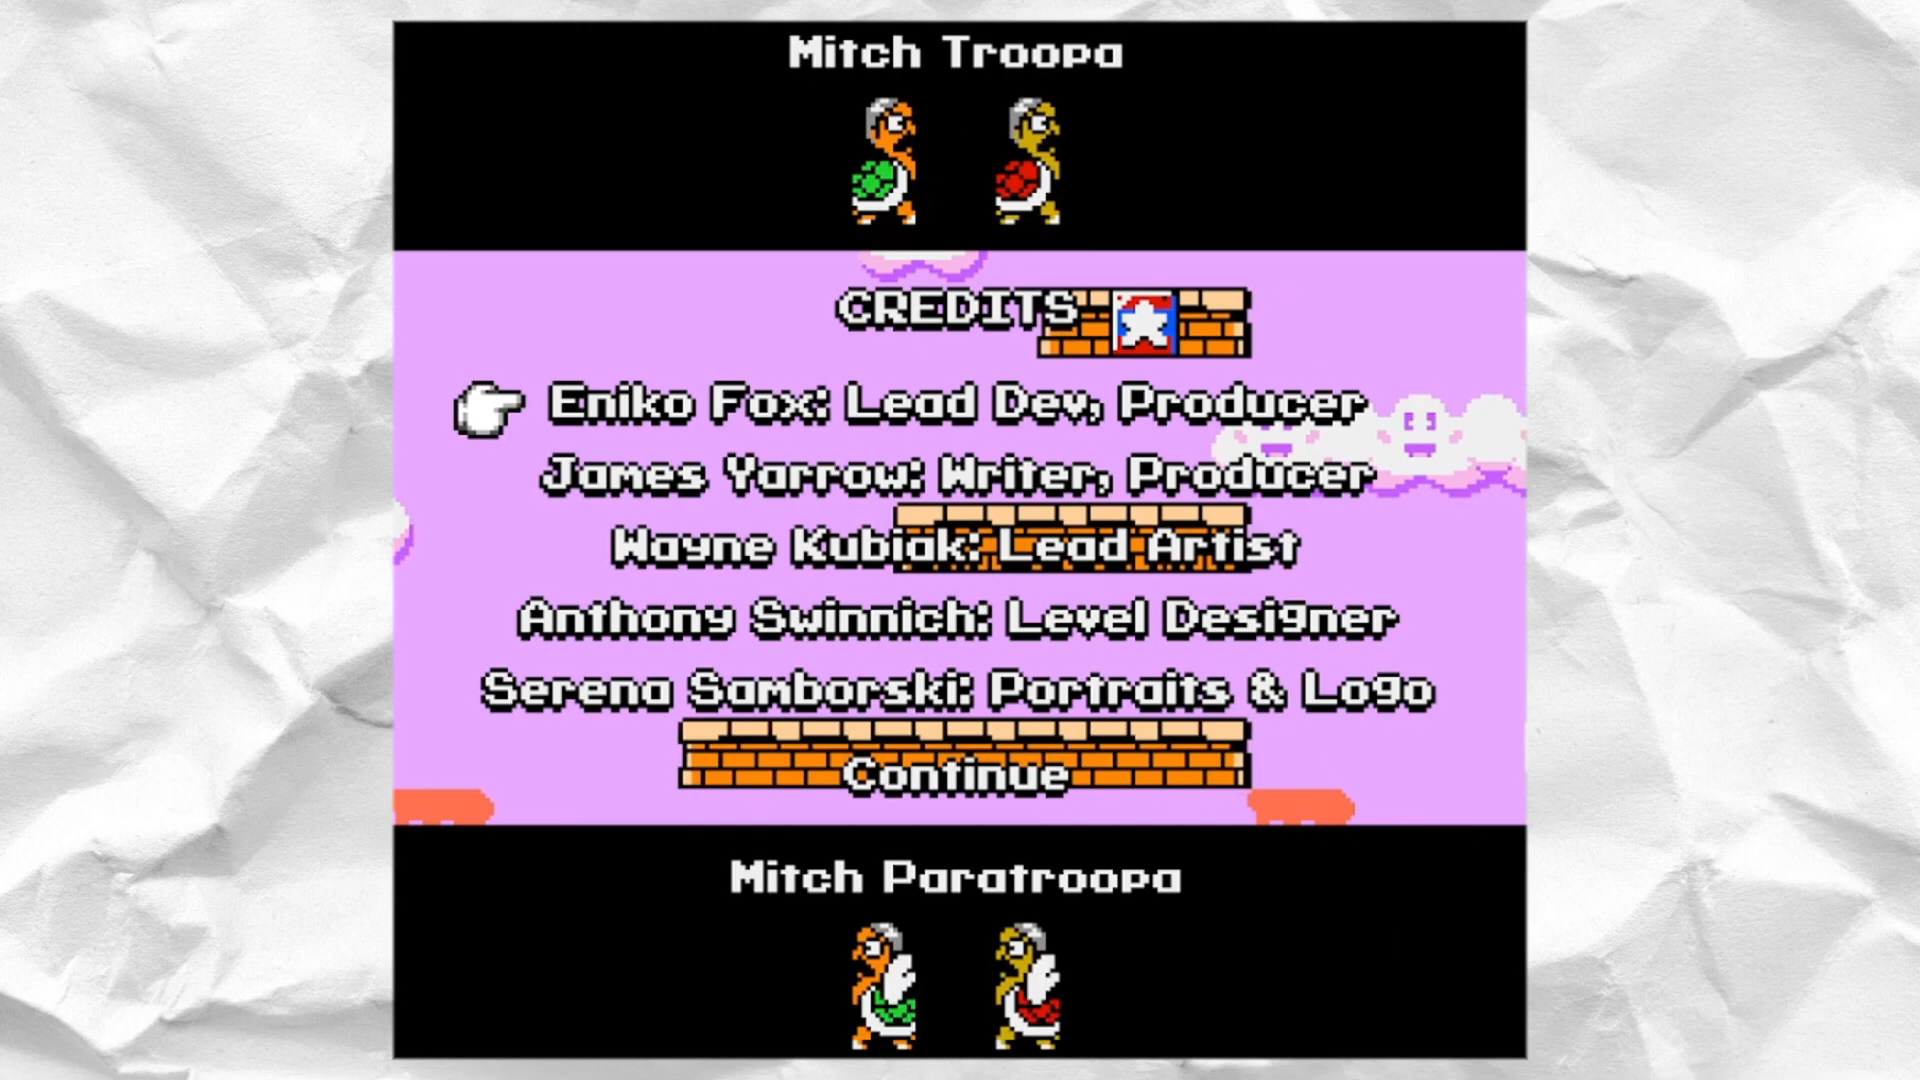 Mitch Troopa
CREDITS
Eniko Fox: Lead Dev, Producer
James Yarrow: Writer, Producer
Wayne Kubiak: Lead Artist
Anthony Swinnich: Level Designer
Serena Samborski: Portraits & Logo
Continue
Mitch Paratroopa